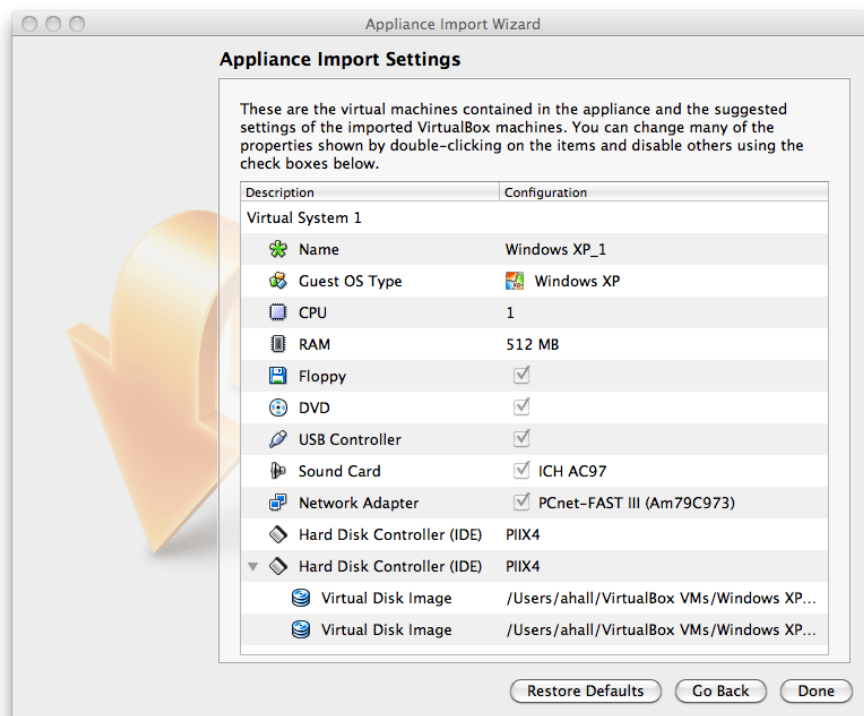 Appliance Import Wizard
Appliance Import Settings
These are the virtual machines contained in the appliance and the suggested
settings of the imported VirtualBox machines. You can change many of the
properties shown by double-clicking on the items and disable others using the
check boxes below.
Description Configuration
Virtual System 1
Name Windows XP_1
Guest OS Type Windows XP
CPU 1
RAM 512 MB
Floppy
DVD
USB Controller
Sound Card ICH AC97
Network Adapter PCnet-FAST III (Am79C973)
Hard Disk Controller (IDE) PIIX4
Hard Disk Controller (IDE) PIIX4
Virtual Disk Image /Users/ahall/VirtualBox VMs/Windows XP...
Virtual Disk Image /Users/ahall/VirtualBox VMs/Windows XP...
Restore Defaults Go Back Done